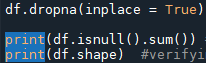 df.dropna(inplace = True)
print(df.isnull().sum())
print(df.shape)  #verifyi